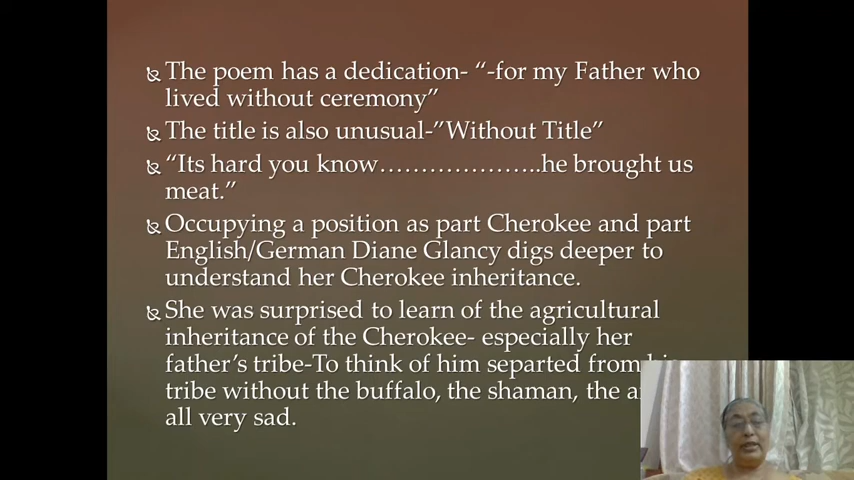 The poem has a dedication- “-for my Father who
lived without ceremony”
The title is also unusual-”Without Title”
“Its hard you know…………………..he brought us
meat.”
Occupying a position as part Cherokee and part
English/German Diane Glancy digs deeper to
understand her Cherokee inheritance.
She was surprised to learn of the agricultural
inheritance of the Cherokee- especially her
father’s tribe-To think of him separted from
tribe without the buffalo, the shaman, the
all very sad.